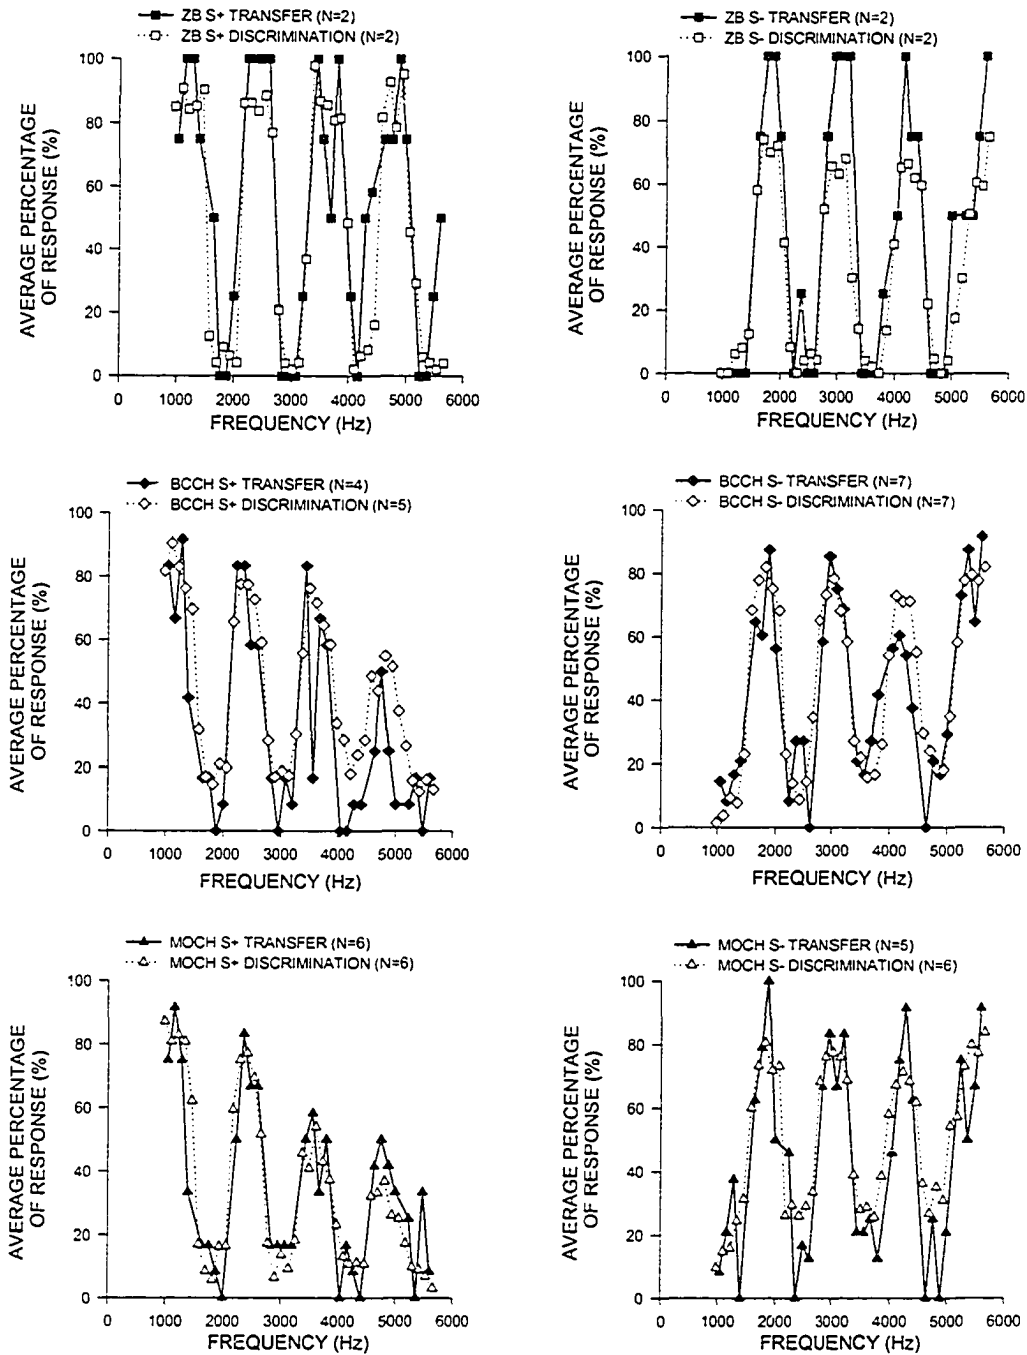 ZB S+ TRANSFER (N=2)
ZB S+ DISCRIMINATION (N=2)
AVERAGE PERCENTAGE
OF RESPONSE (%)
100
80
60
40
20
0
0 1000 2000 3000 4000 5000 6000
FREQUENCY (Hz)
ZB S- TRANSFER (N=2)
ZB S- DISCRIMINATION (N=2)
AVERAGE PERCENTAGE
OF RESPONSE (%)
100
80
60
40
20
0
0 1000 2000 3000 4000 5000 6000
FREQUENCY (Hz)
BCCH S+ TRANSFER (N=4)
BCCH S+ DISCRIMINATION (N=5)
AVERAGE PERCENTAGE
OF RESPONSE (%)
100
80
60
40
20
0
0 1000 2000 3000 4000 5000 6000
FREQUENCY (Hz)
BCCH S- TRANSFER (N=7)
BCCH S- DISCRIMINATION (N=7)
AVERAGE PERCENTAGE
OF RESPONSE (%)
100
80
60
40
20
0
0 1000 2000 3000 4000 5000 6000
FREQUENCY (Hz)
MOCH S+ TRANSFER (N=6)
MOCH S+ DISCRIMINATION (N=6)
AVERAGE PERCENTAGE
OF RESPONSE (%)
100
80
60
40
20
0
0 1000 2000 3000 4000 5000 6000
FREQUENCY (Hz)
MOCH S- TRANSFER (N=5)
MOCH S- DISCRIMINATION (N=6)
AVERAGE PERCENTAGE
OF RESPONSE (%)
100
80
60
40
20
0
0 1000 2000 3000 4000 5000 6000
FREQUENCY (Hz)